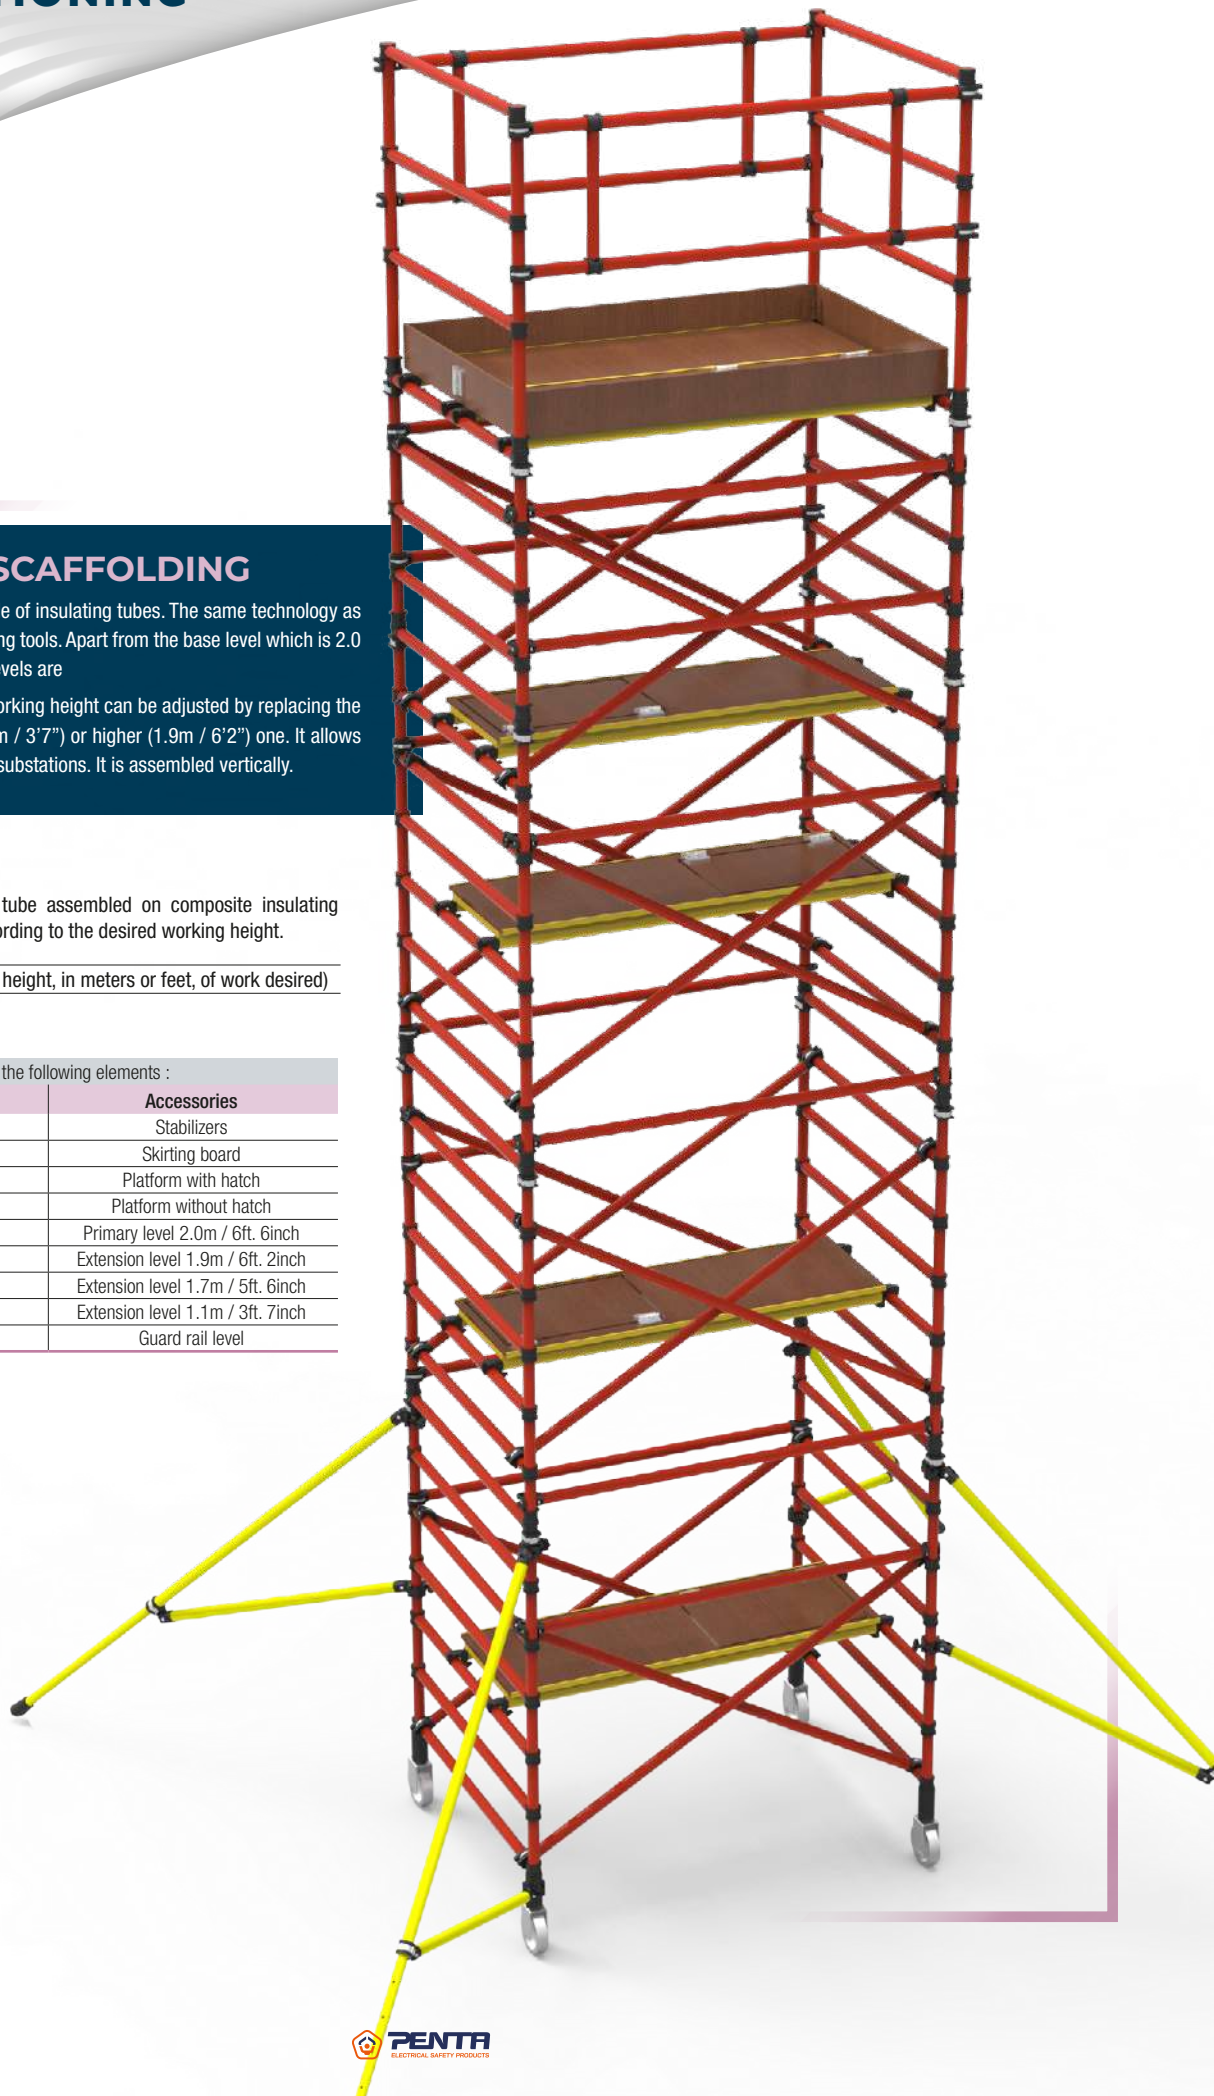 SCAFFOLDING
of insulating tubes. The same technology as
tools. Apart from the base level which is 2.0
are
height can be adjusted by replacing the
/ 3’7”) or higher (1.9m / 6’2”) one. It allows
substations. It is assembled vertically.
tube assembled on composite insulating
to the desired working height.
height, in meters or feet, of work desired)
the following elements :
Accessories
Stabilizers
Skirting board
Platform with hatch
Platform without hatch
Primary level 2.0m / 6ft. 6inch
Extension level 1.9m / 6ft. 2inch
Extension level 1.7m / 5ft. 6inch
Extension level 1.1m / 3ft. 7inch
Guard rail level
PENTA
ELECTRICAL SAFETY PRODUCTS